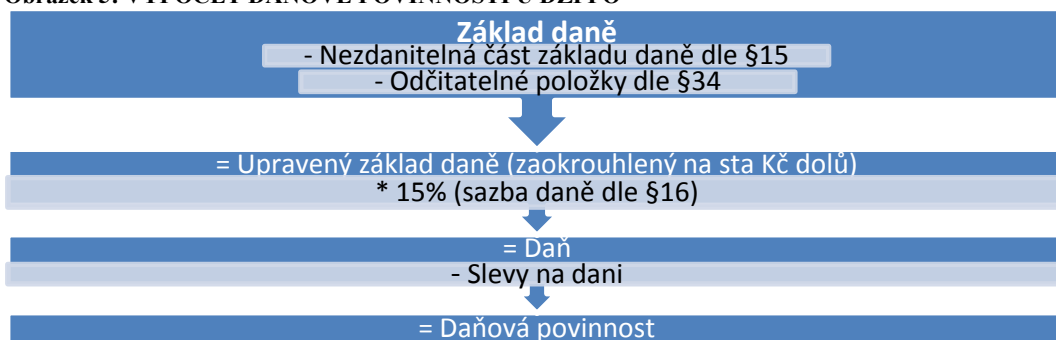 Základ daně
- Nezdanitelná část základu daně dle §15
- Odčitatelné položky dle §34
= Upravený základ daně (zaokrouhlený na sta Kč dolů)
* 15% (sazba daně dle §16)
= Daň
- Slevy na dani
= Daňová povinnost